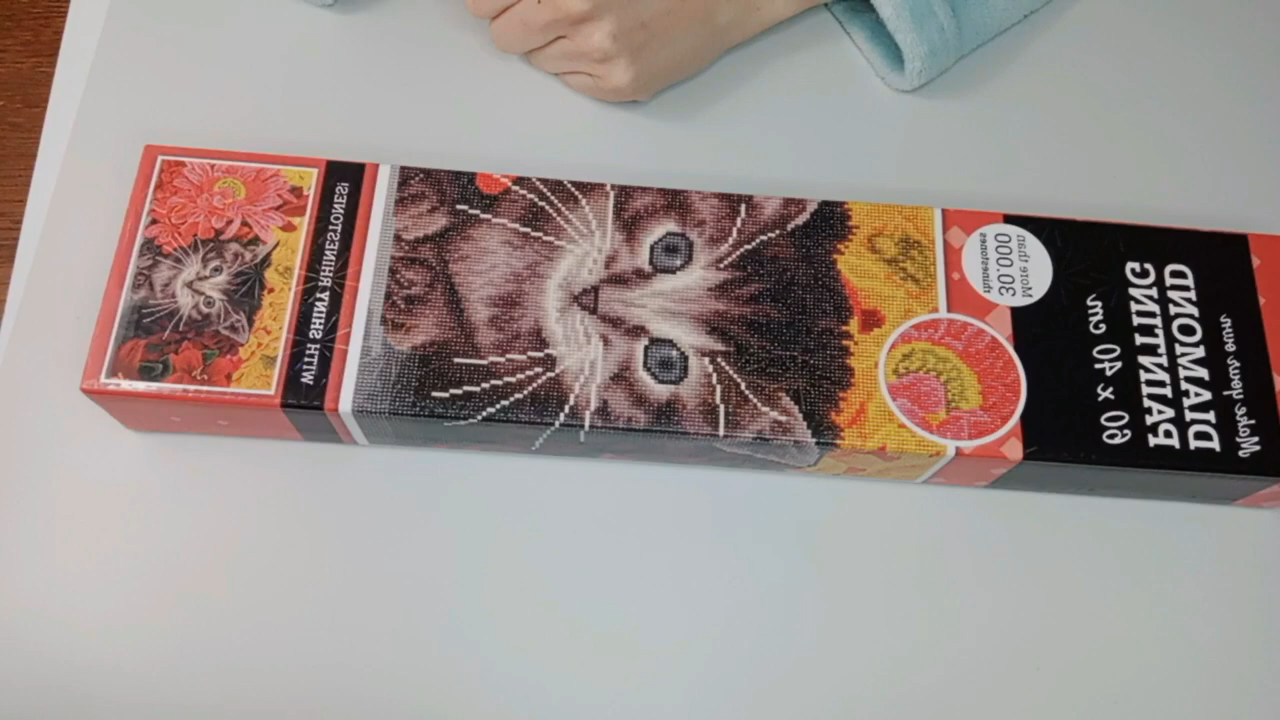 Make your own
DIAMOND
PAINTING
60 x 40 cm
More than
30.000
rhinestones
WITH SHINY RHINESTONES!